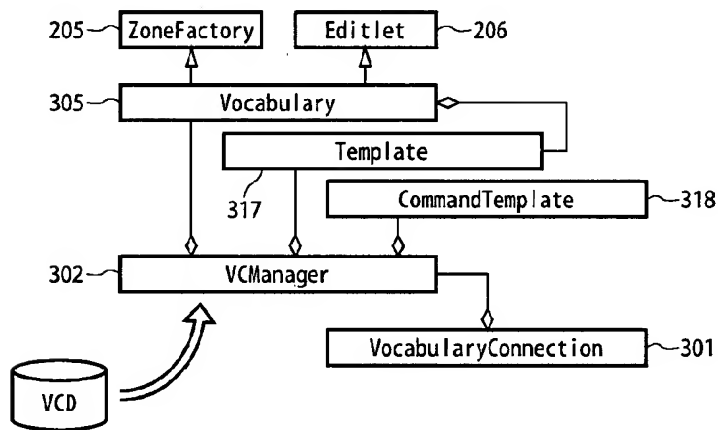 205 ZoneFactory Editlet 206
305 Vocabulary
Template
317
CommandTemplate 318
302 VCManager
VocabularyConnection 301
VCD